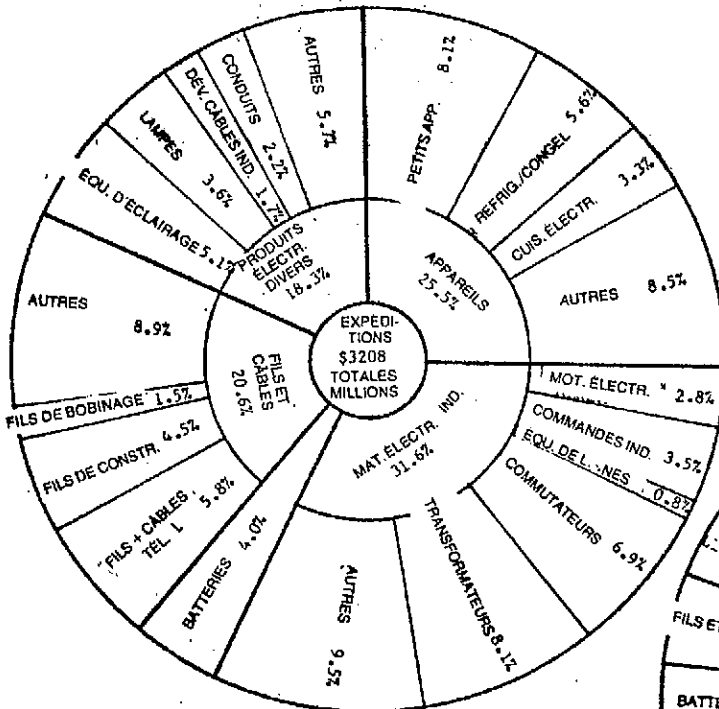 EXPÉDI-
TIONS
$3208
TOTALES
MILLIONS
APPAREILS
25.5%
PETITS APP. 8.1%
REFRIG./CONGEL 5.6%
CUIS. ÉLECTR. 3.3%
AUTRES 8.5%
MAT. ÉLECTR. IND.
31.6%
MOT. ÉLECTR. * 2.8%
COMMANDES IND. 3.5%
ÉQU. DE L. 0.8%
COMMUTATEURS 6.9%
TRANSFORMATEURS 8.1%
AUTRES 9.5%
BATTERIES 4.0%
FILS ET
CÂBLES
20.6%
FILS + CÂBLES
TÉL. 5.8%
FILS DE CONSTR. 4.5%
FILS DE BOBINAGE 1.5%
AUTRES 8.9%
PRODUITS
ÉLECTR.
DIVERS
18.3%
ÉQU. D'ÉCLAIRAGE 5.1%
LAMPES 3.6%
DÉV. CÂBLES IND. 1.7%
CONDUITS 2.2%
AUTRES 5.7%
FILS ET
BATTE